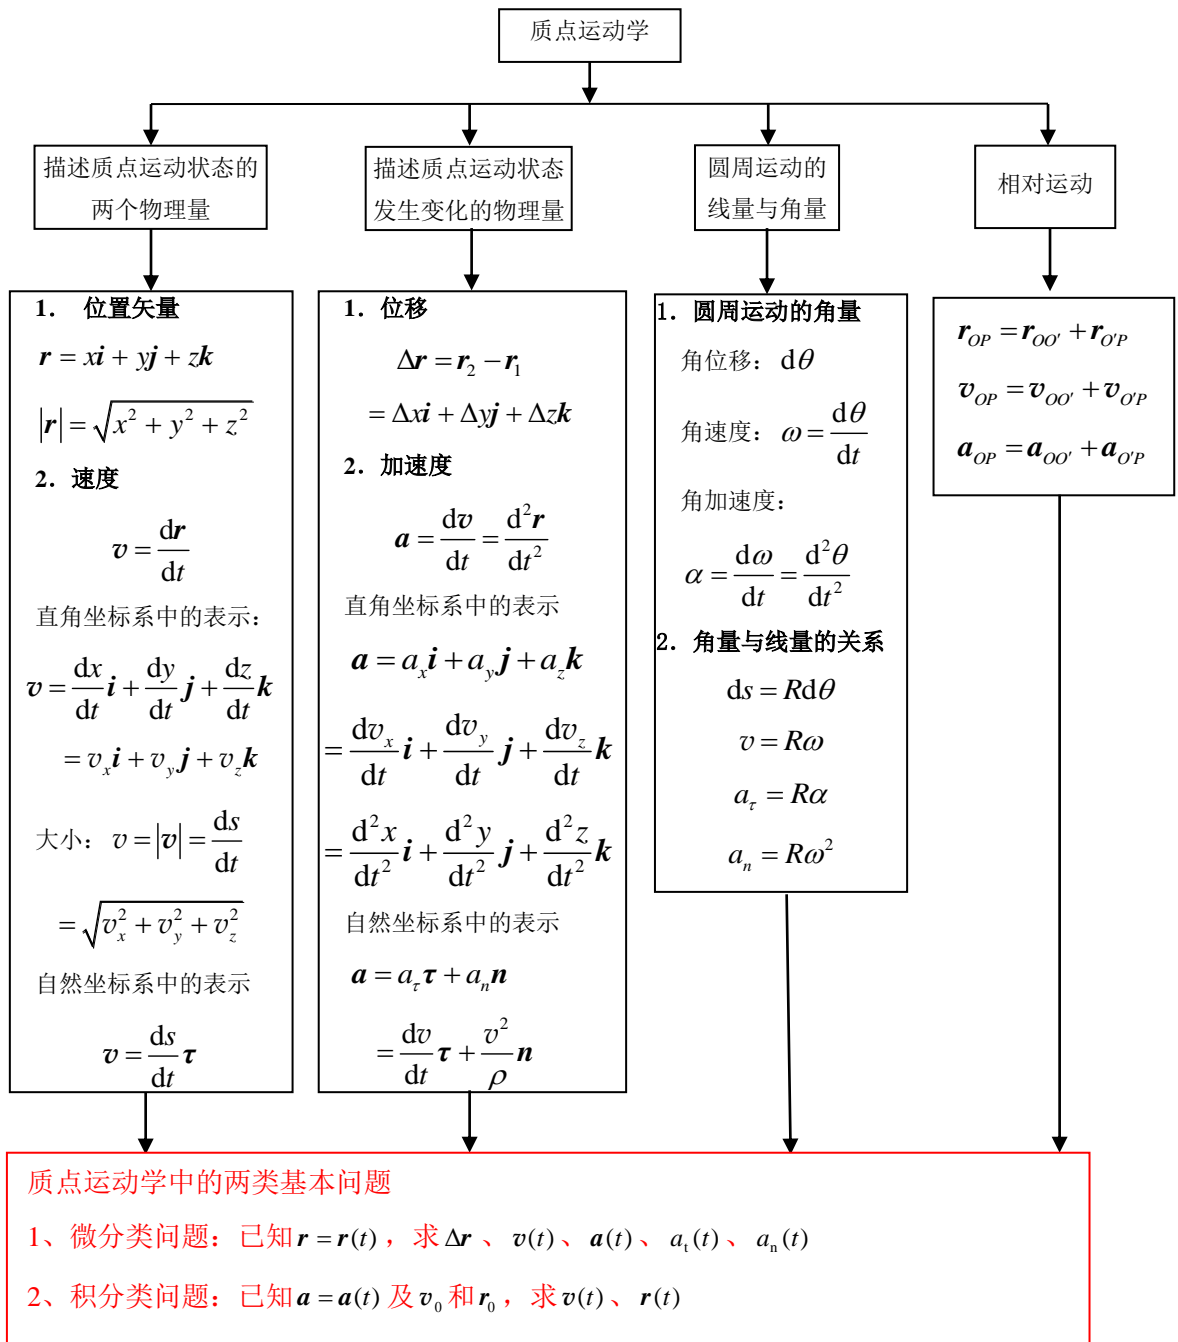 质点运动学
描述质点运动状态的
两个物理量
描述质点运动状态
发生变化的物理量
圆周运动的
线量与角量
相对运动
1. 位置矢量
r = xi + yj + zk
|r| = √(x² + y² + z²)
2. 速度
v = dr/dt
直角坐标系中的表示：
v = dx/dt i + dy/dt j + dz/dt k
= vₓi + v_y j + v_z k
大小： v = |v| = ds/dt
= √(vₓ² + v_y² + v_z²)
自然坐标系中的表示
v = ds/dt τ
1. 位移
Δr = r₂ − r₁
= Δxi + Δyj + Δzk
2. 加速度
a = dv/dt = d²r/dt²
直角坐标系中的表示
a = aₓi + a_y j + a_z k
= dvₓ/dt i + dv_y/dt j + dv_z/dt k
= d²x/dt² i + d²y/dt² j + d²z/dt² k
自然坐标系中的表示
a = a_τ τ + a_n n
= dv/dt τ + v²/ρ n
1. 圆周运动的角量
角位移： dθ
角速度： ω = dθ/dt
角加速度：
α = dω/dt = d²θ/dt²
2. 角量与线量的关系
ds = Rdθ
v = Rω
a_τ = Rα
a_n = Rω²
r_OP = r_OO′ + r_O′P
v_OP = v_OO′ + v_O′P
a_OP = a_OO′ + a_O′P
质点运动学中的两类基本问题
1、微分类问题：已知 r = r(t)，求 Δr 、 v(t)、 a(t)、 a_t(t)、 a_n(t)
2、积分类问题：已知 a = a(t) 及 v₀ 和 r₀，求 v(t)、 r(t)